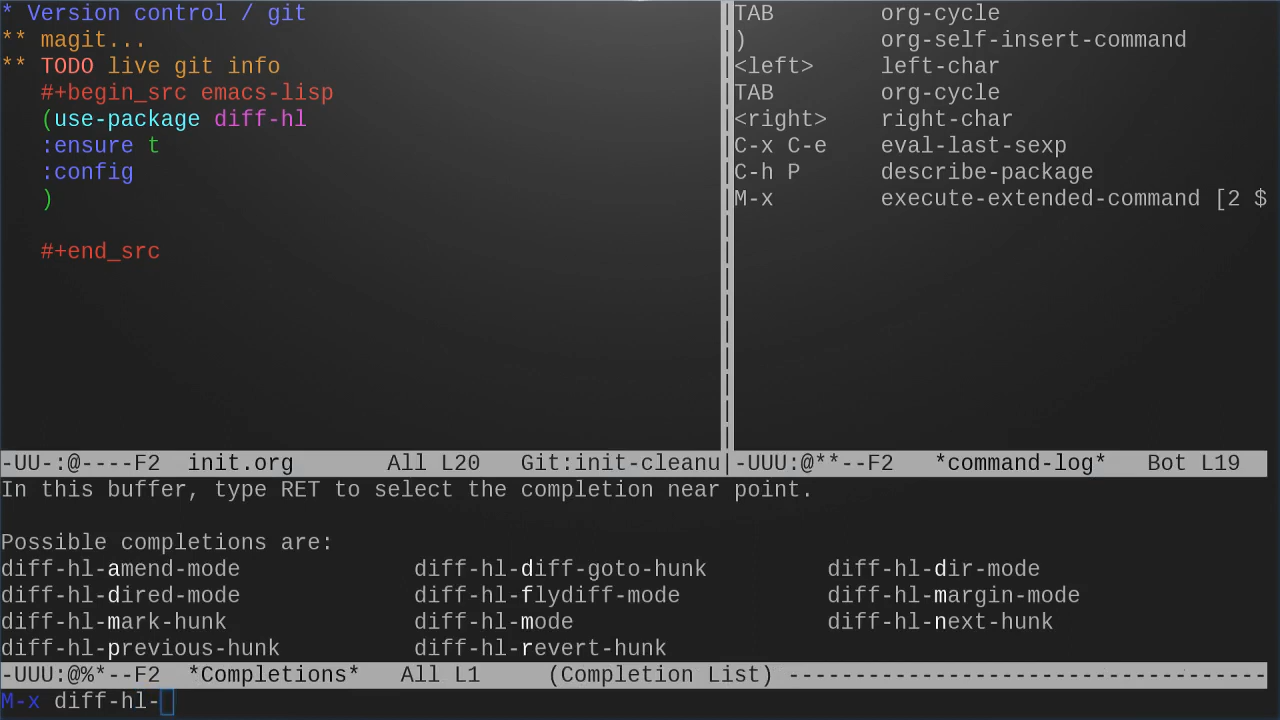 * Version control / git
** magit...
** TODO live git info
#+begin_src emacs-lisp
(use-package diff-hl
:ensure t
:config
)
#+end_src
TAB org-cycle
) org-self-insert-command
<left> left-char
TAB org-cycle
<right> right-char
C-x C-e eval-last-sexp
C-h P describe-package
M-x execute-extended-command [2 $
-UU-:@----F2 init.org All L20 Git:init-cleanu|-UUU:@**--F2 *command-log* Bot L19
In this buffer, type RET to select the completion near point.
Possible completions are:
diff-hl-amend-mode diff-hl-diff-goto-hunk diff-hl-dir-mode
diff-hl-dired-mode diff-hl-flydiff-mode diff-hl-margin-mode
diff-hl-mark-hunk diff-hl-mode diff-hl-next-hunk
diff-hl-previous-hunk diff-hl-revert-hunk
-UUU:@%*--F2 *Completions* All L1 (Completion List) ------------------------------------
M-x diff-hl-